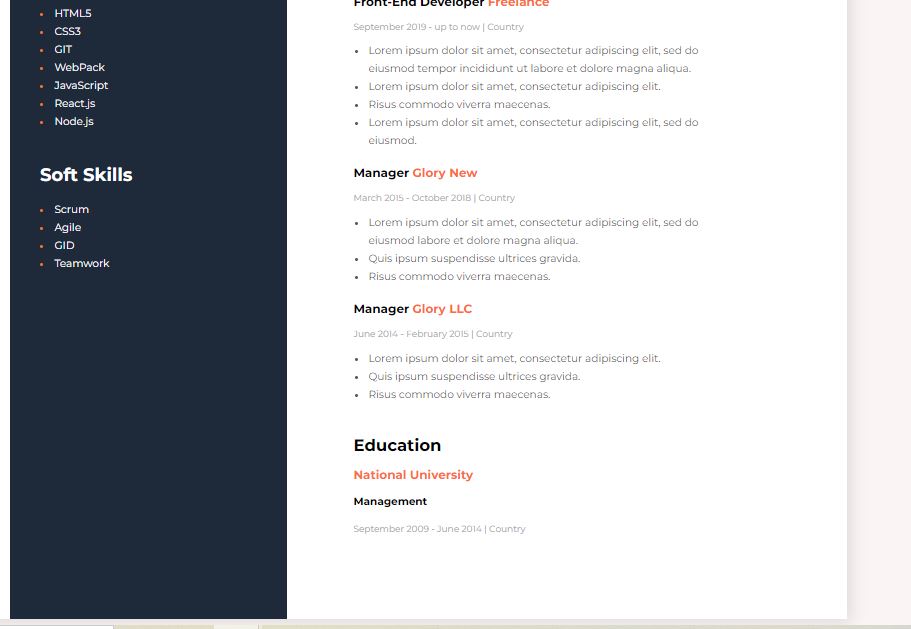 HTML5
CSS3
GIT
WebPack
JavaScript
React.js
Node.js
Soft Skills
Scrum
Agile
GID
Teamwork
Front-End Developer Freelance
September 2019 - up to now | Country
Lorem ipsum dolor sit amet, consectetur adipiscing elit, sed do
eiusmod tempor incididunt ut labore et dolore magna aliqua.
Lorem ipsum dolor sit amet, consectetur adipiscing elit.
Risus commodo viverra maecenas.
Lorem ipsum dolor sit amet, consectetur adipiscing elit, sed do
eiusmod.
Manager Glory New
March 2015 - October 2018 | Country
Lorem ipsum dolor sit amet, consectetur adipiscing elit, sed do
eiusmod labore et dolore magna aliqua.
Quis ipsum suspendisse ultrices gravida.
Risus commodo viverra maecenas.
Manager Glory LLC
June 2014 - February 2015 | Country
Lorem ipsum dolor sit amet, consectetur adipiscing elit.
Quis ipsum suspendisse ultrices gravida.
Risus commodo viverra maecenas.
Education
National University
Management
September 2009 - June 2014 | Country